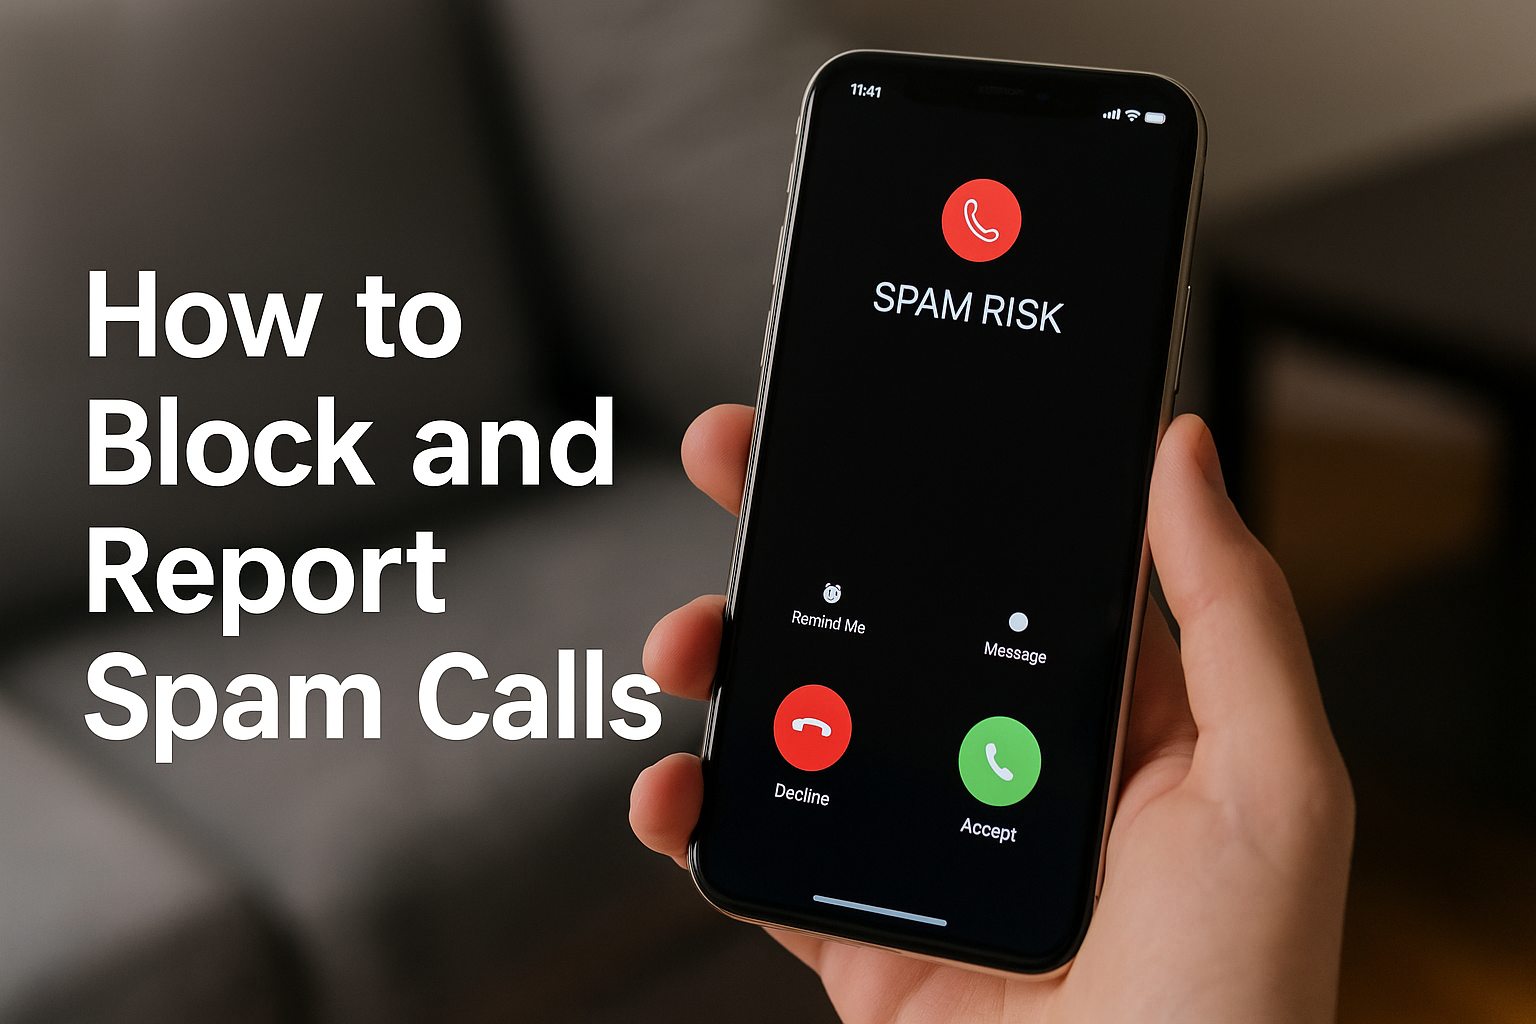 How to
Block and
Report
Spam Calls
11:41
SPAM RISK
Remind Me
Message
Decline
Accept